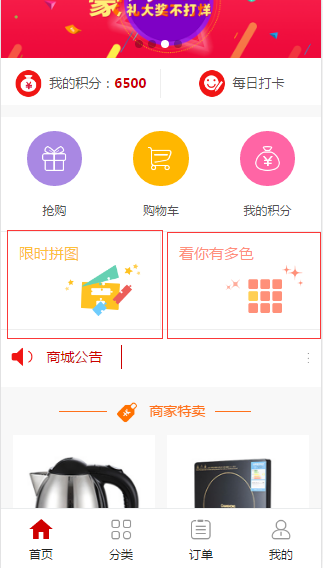 豪礼大奖不打烊
我的积分：6500
每日打卡
抢购
购物车
我的积分
限时拼图
看你有多色
商城公告
商家特卖
首页
分类
订单
我的